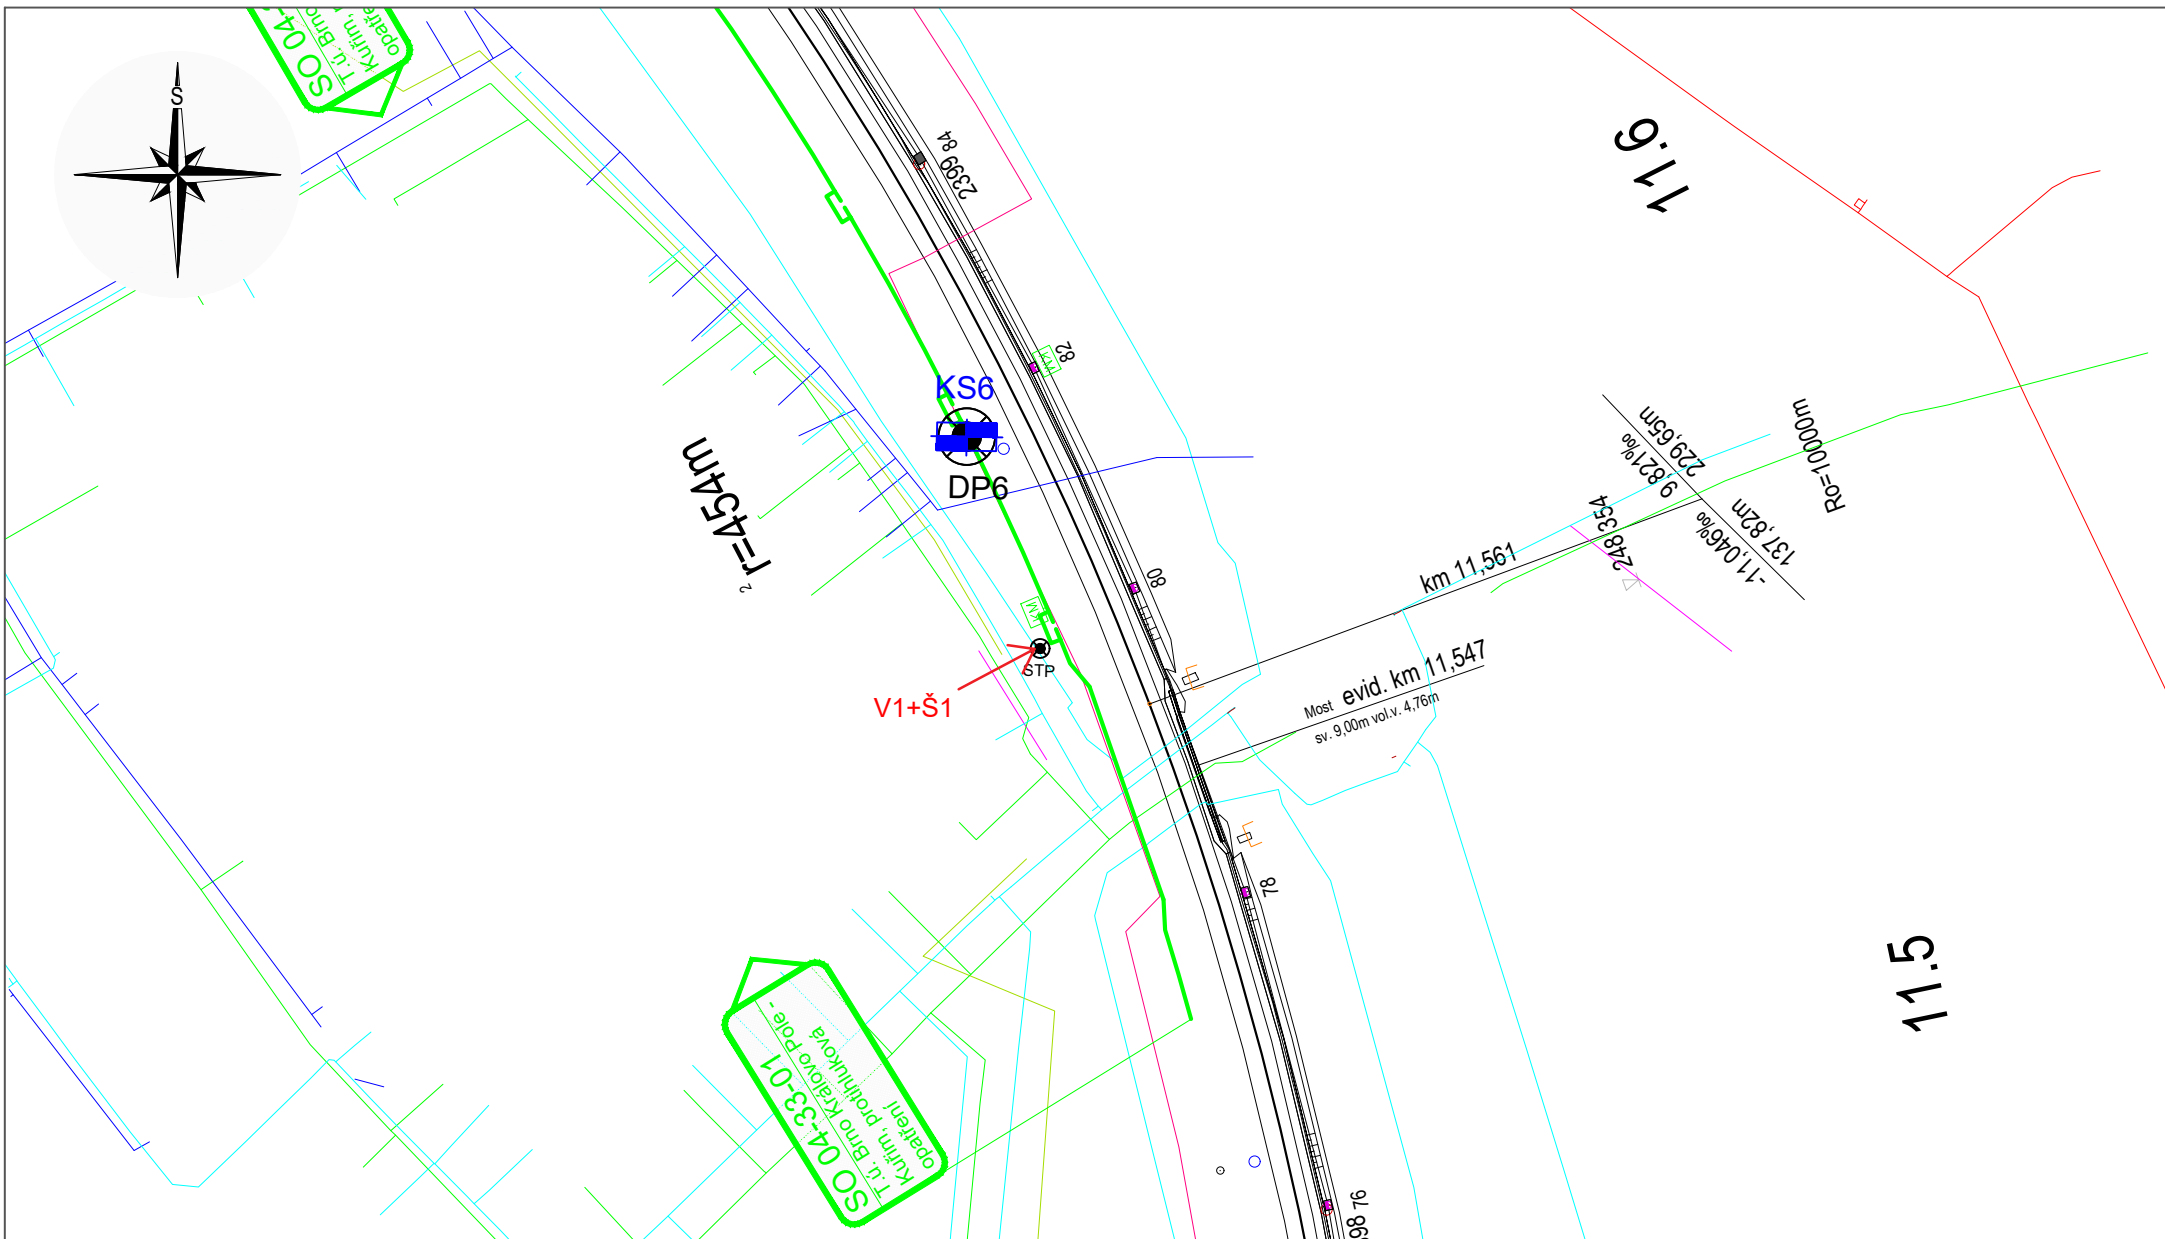 S
SO 04-
T.ú. Brno
Kuřim,
opatře
2399 84
82
KS6
DP6
r=454m
2
80
KM
KM
STP
V1+Š1
11.6
229,65m
9,821‰
137,82m
-11,046‰
Ro=10000m
248,354
km 11,561
Most evid. km 11,547
sv. 9,00m vol.v. 4,76m
78
11.5
SO 04-33-01
T.ú. Brno Královo Pole -
Kuřim, protihluková
opatření
98 76